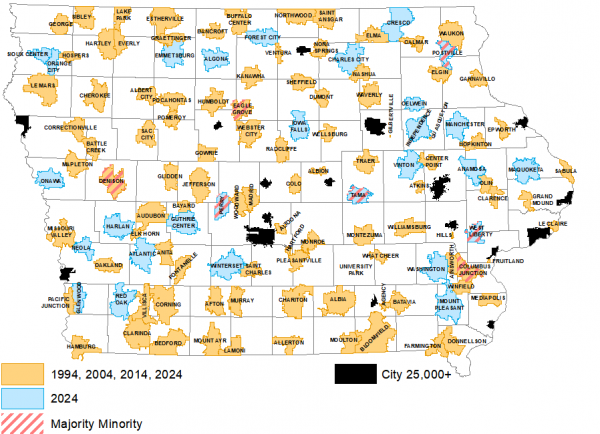 LAKE
PARK
SIBLEY
GEORGE
ESTHERVILLE
BUFFALO
CENTER
NORTHWOOD
SAINT
ANSGAR
CRESCO
BANCROFT
HARTLEY
EVERLY
GRAETTINGER
FOREST CITY
ELMA
CALMAR
WAUKON
SIOUX CENTER
HOSPERS
ORANGE
CITY
EMMETSBURG
ALGONA
VENTURA
NORA
SPRINGS
CHARLES CITY
POSTVILLE
NASHUA
ELGIN
GARNAVILLO
LE MARS
CHEROKEE
ALBERT
CITY
POCAHONTAS
HUMBOLDT
KANAWHA
SHEFFIELD
DUMONT
WAVERLY
EAGLE
GROVE
OELWEIN
POMEROY
GILBERTVILLE
INDEPENDENCE
MANCHESTER
EPWORTH
CORRECTIONVILLE
SAC
CITY
WEBSTER
CITY
IOWA
FALLS
WELLSBURG
HOPKINTON
BATTLE
CREEK
GOWRIE
RADCLIFFE
MAPLETON
TRAER
VINTON
CENTER
POINT
ANAMOSA
MAQUOKETA
SABULA
ONAWA
DENISON
GLIDDEN
JEFFERSON
COLO
ALBION
TAMA
ATKINS
OLIN
CLARENCE
GRAND
MOUND
PERRY
WOODWARD
MADRID
BAYARD
AUDUBON
GUTHRIE
CENTER
MISSOURI
VALLEY
HARLAN
ELK HORN
ALTOONA
HARTFORD
MONROE
MONTEZUMA
WILLIAMSBURG
HILLS
WEST
LIBERTY
LE CLAIRE
NEOLA
OAKLAND
ATLANTIC
ANITA
FONTANELLE
WINTERSET
SAINT
CHARLES
PLEASANTVILLE
WHAT CHEER
UNIVERSITY
PARK
WASHINGTON
AINSWORTH
COLUMBUS
JUNCTION
FRUITLAND
WINFIELD
PACIFIC
JUNCTION
GLENWOOD
RED
OAK
VILLISCA
CORNING
AFTON
MURRAY
CHARITON
ALBIA
AGENCY
BATAVIA
MOUNT
PLEASANT
MEDIAPOLIS
CLARINDA
HAMBURG
BEDFORD
MOUNT AYR
LAMONI
ALLERTON
MOULTON
BLOOMFIELD
FARMINGTON
DONNELLSON
1994, 2004, 2014, 2024
City 25,000+
2024
Majority Minority